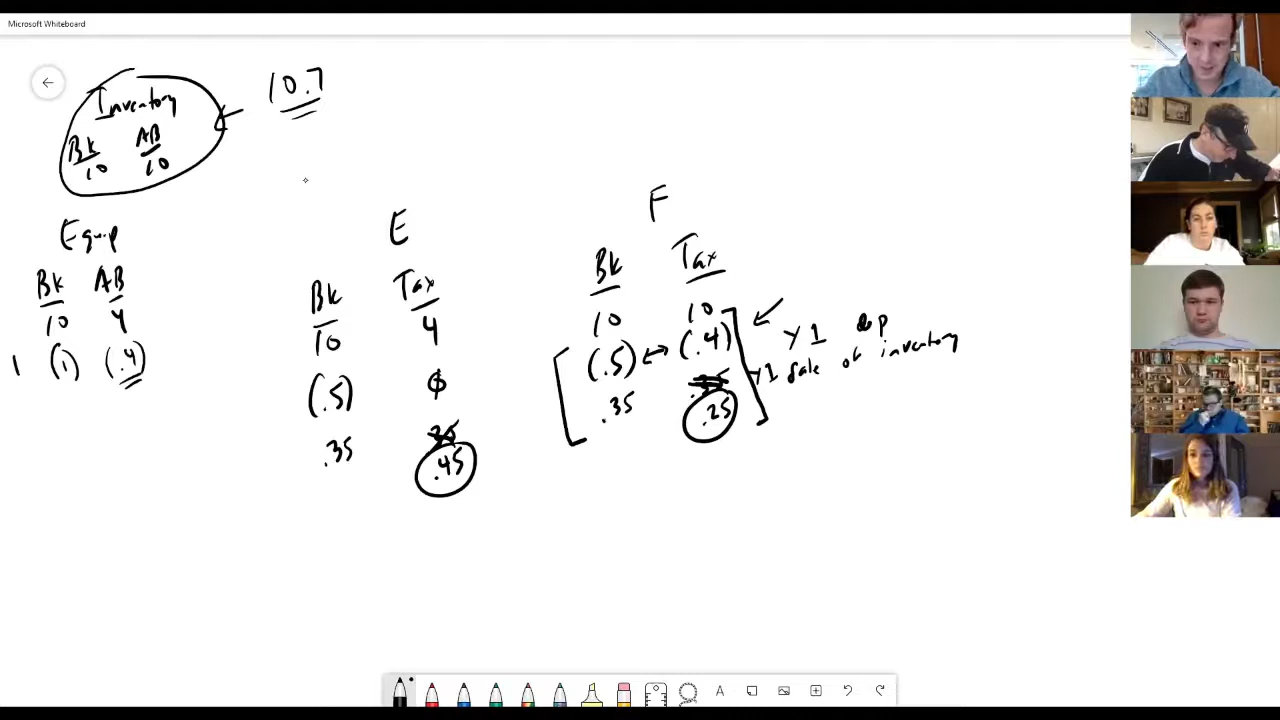 Microsoft Whiteboard
Inventory
10.7
Bk AB
10 10
Equip
Bk AB
10 4
1 (1) (.4)
E
Bk Tax
10 4
(.5) φ
.35
.45
F
Bk Tax
10 10
(.5) (.4)
.35
.25
Y1 dep
Y1 sale of inventory
A